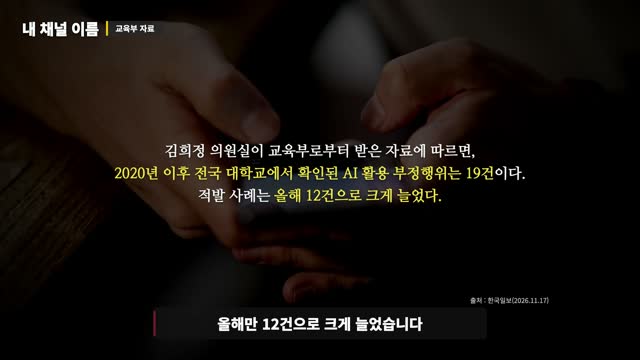 내 채널 이름
교육부 자료
김희정 의원실이 교육부로부터 받은 자료에 따르면,
2020년 이후 전국 대학교에서 확인된 AI 활용 부정행위는 19건이다.
적발 사례는 올해 12건으로 크게 늘었다.
출처 : 한국일보(2026.11.17)
올해만 12건으로 크게 늘었습니다